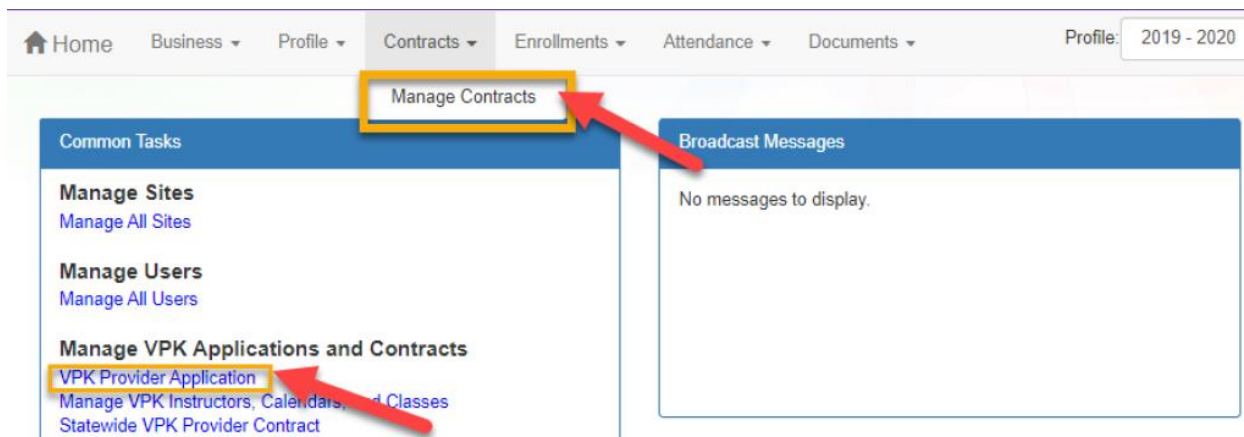 Home Business Profile Contracts Enrollments Attendance Documents Profile: 2019 - 2020
Manage Contracts
Common Tasks
Broadcast Messages
Manage Sites
Manage All Sites
No messages to display.
Manage Users
Manage All Users
Manage VPK Applications and Contracts
VPK Provider Application
Manage VPK Instructors, Calendars, and Classes
Statewide VPK Provider Contract